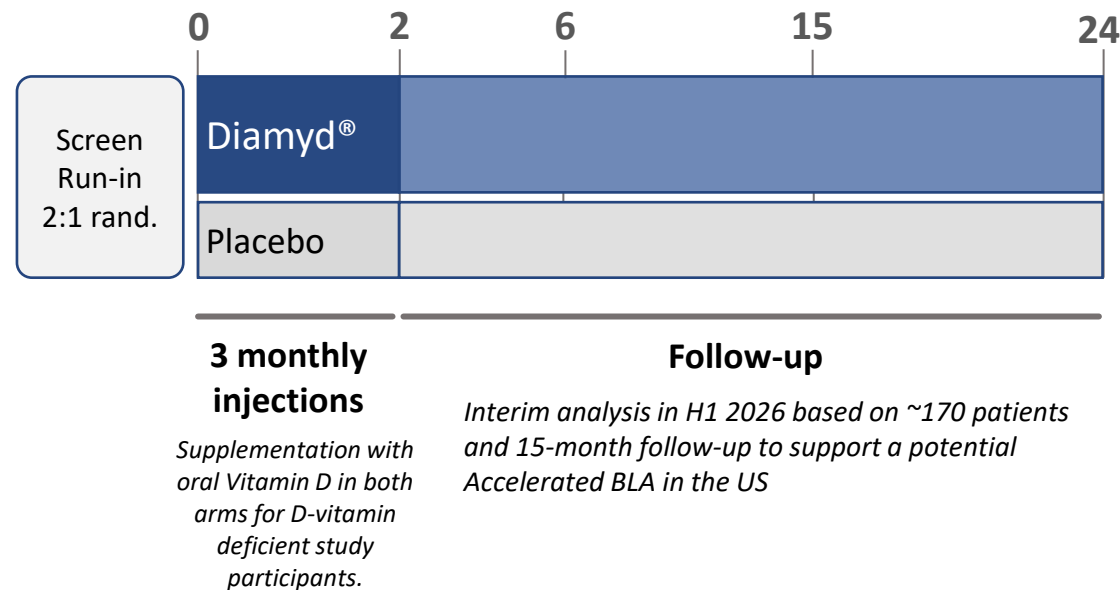 0 2 6 15 24
Screen
Run-in
2:1 rand.
Diamyd®
Placebo
3 monthly
injections
Supplementation with
oral Vitamin D in both
arms for D-vitamin
deficient study
participants.
Follow-up
Interim analysis in H1 2026 based on ~170 patients
and 15-month follow-up to support a potential
Accelerated BLA in the US